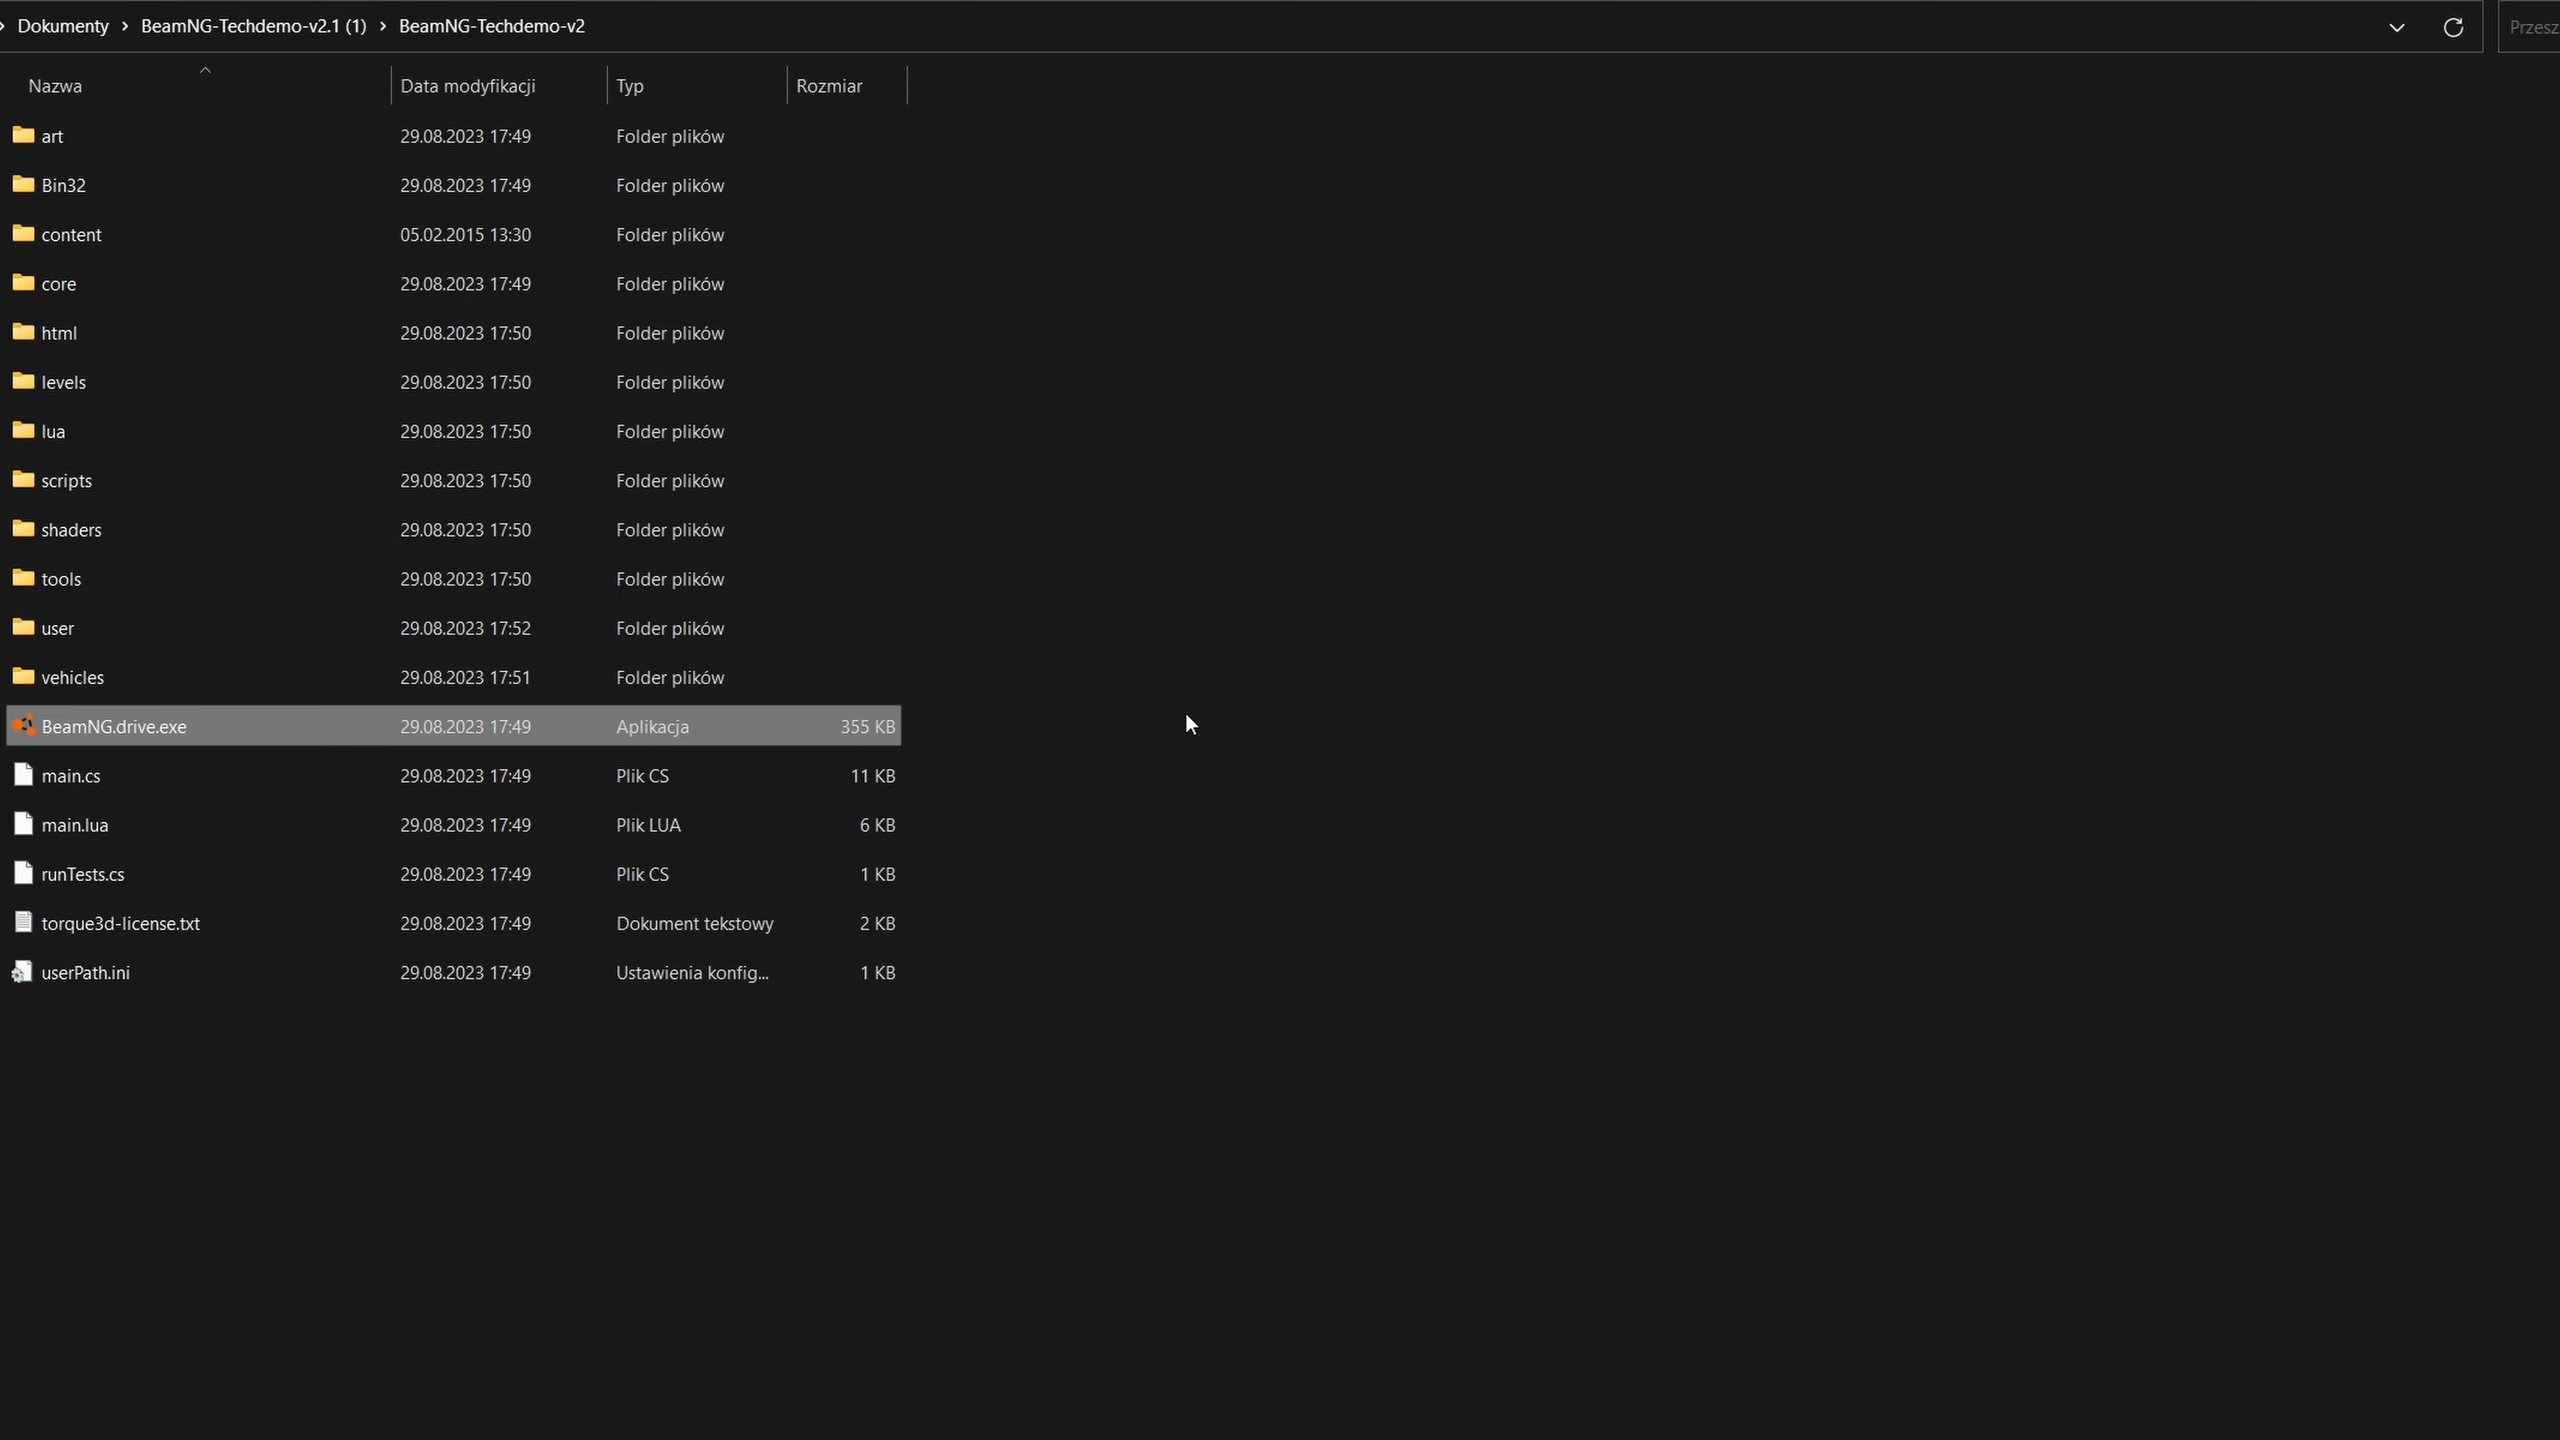 Dokumenty > BeamNG-Techdemo-v2.1 (1) > BeamNG-Techdemo-v2
Nazwa Data modyfikacji Typ Rozmiar
art 29.08.2023 17:49 Folder plików
Bin32 29.08.2023 17:49 Folder plików
content 05.02.2015 13:30 Folder plików
core 29.08.2023 17:49 Folder plików
html 29.08.2023 17:50 Folder plików
levels 29.08.2023 17:50 Folder plików
lua 29.08.2023 17:50 Folder plików
scripts 29.08.2023 17:50 Folder plików
shaders 29.08.2023 17:50 Folder plików
tools 29.08.2023 17:50 Folder plików
user 29.08.2023 17:52 Folder plików
vehicles 29.08.2023 17:51 Folder plików
BeamNG.drive.exe 29.08.2023 17:49 Aplikacja 355 KB
main.cs 29.08.2023 17:49 Plik CS 11 KB
main.lua 29.08.2023 17:49 Plik LUA 6 KB
runTests.cs 29.08.2023 17:49 Plik CS 1 KB
torque3d-license.txt 29.08.2023 17:49 Dokument tekstowy 2 KB
userPath.ini 29.08.2023 17:49 Ustawienia konfig... 1 KB